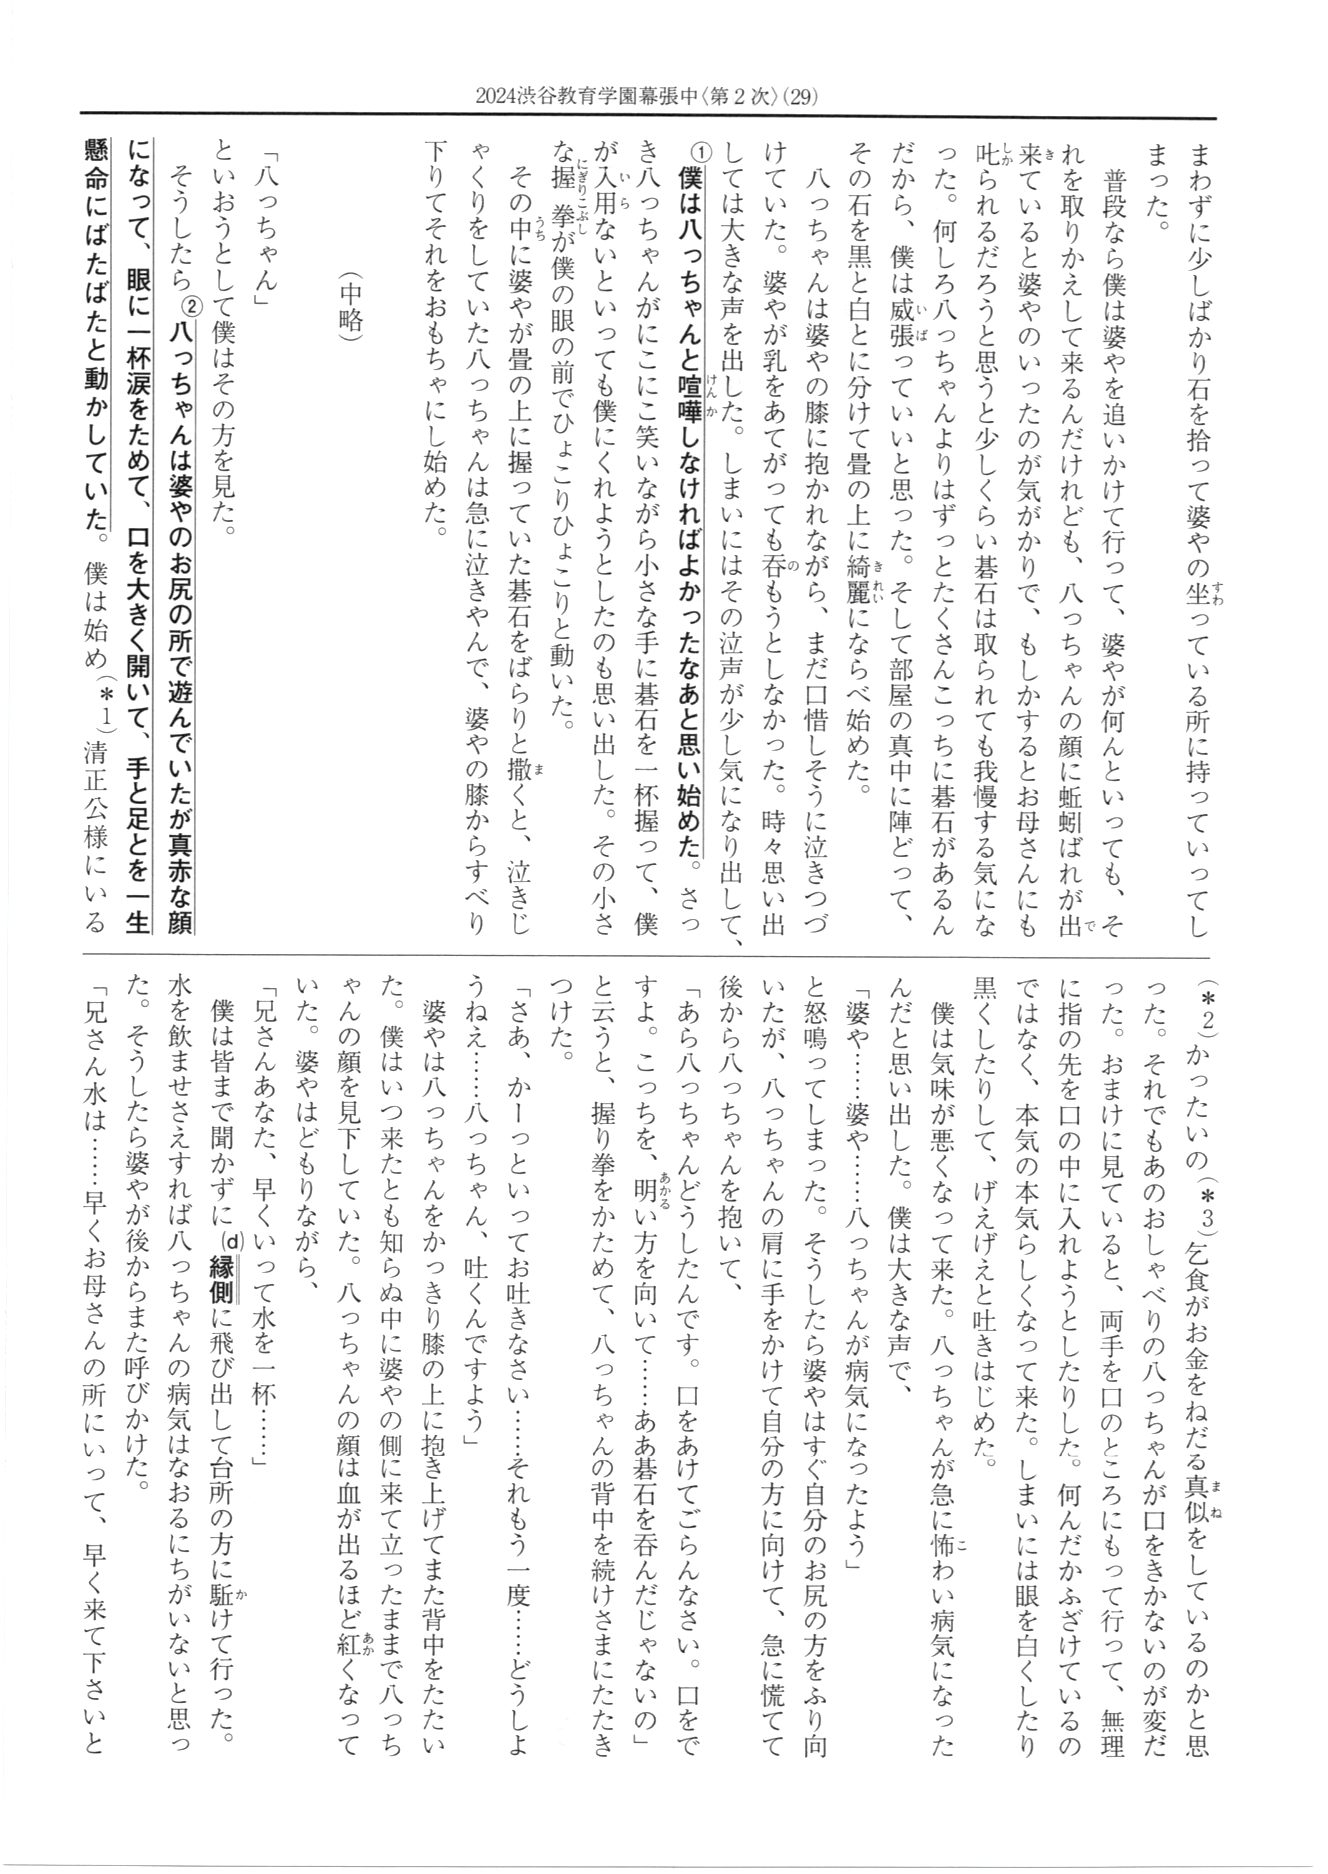 2024渋谷教育学園幕張中〈第2次〉(29)
まわずに少しばかり石を拾って婆やの坐っている所に持っていってし
まった。
普段なら僕は婆やを追いかけて行って、婆やが何んといっても、そ
れを取りかえして来るんだけれども、八っちゃんの顔に蚯蚓ばれが出
来ていると婆やのいったのが気がかりで、もしかするとお母さんにも
叱られるだろうと思うと少しくらい碁石は取られても我慢する気にな
った。何しろ八っちゃんよりはずっとたくさんこっちに碁石があるん
だから、僕は威張っていいと思った。そして部屋の真中に陣どって、
その石を黒と白とに分けて畳の上に綺麗にならべ始めた。
八っちゃんは婆やの膝に抱かれながら、まだ口惜しそうに泣きつづ
けていた。婆やが乳をあてがっても呑もうとしなかった。時々思い出
しては大きな声を出した。しまいにはその泣声が少し気になり出して、
①僕は八っちゃんと喧嘩しなければよかったなあと思い始めた。さっ
き八っちゃんがにこにこ笑いながら小さな手に碁石を一杯握って、僕
が入用ないといっても僕にくれようとしたのも思い出した。その小さ
な握拳が僕の眼の前でひょこりひょこりと動いた。
その中に婆やが畳の上に握っていた碁石をばらりと撒くと、泣きじ
ゃくりをしていた八っちゃんは急に泣きやんで、婆やの膝からすべり
下りてそれをおもちゃにし始めた。
(中略)
「八っちゃん」
といおうとして僕はその方を見た。
そうしたら②八っちゃんは婆やのお尻の所で遊んでいたが真赤な顔
になって、眼に一杯涙をためて、口を大きく開いて、手と足とを一生
懸命にばたばたと動かしていた。僕は始め(＊1)清正公様にいる
(＊2)かったいの(＊3)乞食がお金をねだる真似をしているのかと思
った。それでもあのおしゃべりの八っちゃんが口をきかないのが変だ
った。おまけに見ていると、両手を口のところにもって行って、無理
に指の先を口の中に入れようとしたりした。何んだかふざけているの
ではなく、本気の本気らしくなって来た。しまいには眼を白くしたり
黒くしたりして、げえげえと吐きはじめた。
僕は気味が悪くなって来た。八っちゃんが急に怖わい病気になった
んだと思い出した。僕は大きな声で、
「婆や……婆や……八っちゃんが病気になったよう」
と怒鳴ってしまった。そうしたら婆やはすぐ自分のお尻の方をふり向
いたが、八っちゃんの肩に手をかけて自分の方に向けて、急に慌てて
後から八っちゃんを抱いて、
「あら八っちゃんどうしたんです。口をあけてごらんなさい。口をで
すよ。こっちを、明い方を向いて……ああ碁石を呑んだじゃないの」
と云うと、握り拳をかためて、八っちゃんの背中を続けさまにたたき
つけた。
「さあ、かーっといってお吐きなさい……それもう一度……どうしよ
うねえ……八っちゃん、吐くんですよう」
婆やは八っちゃんをかっきり膝の上に抱き上げてまた背中をたたい
た。僕はいつ来たとも知らぬ中に婆やの側に来て立ったままで八っち
ゃんの顔を見下していた。八っちゃんの顔は血が出るほど紅くなって
いた。婆やはどもりながら、
「兄さんあなた、早くいって水を一杯……」
僕は皆まで聞かずに(d)縁側に飛び出して台所の方に駈けて行った。
水を飲ませさえすれば八っちゃんの病気はなおるにちがいないと思っ
た。そうしたら婆やが後からまた呼びかけた。
「兄さん水は……早くお母さんの所にいって、早く来て下さいと